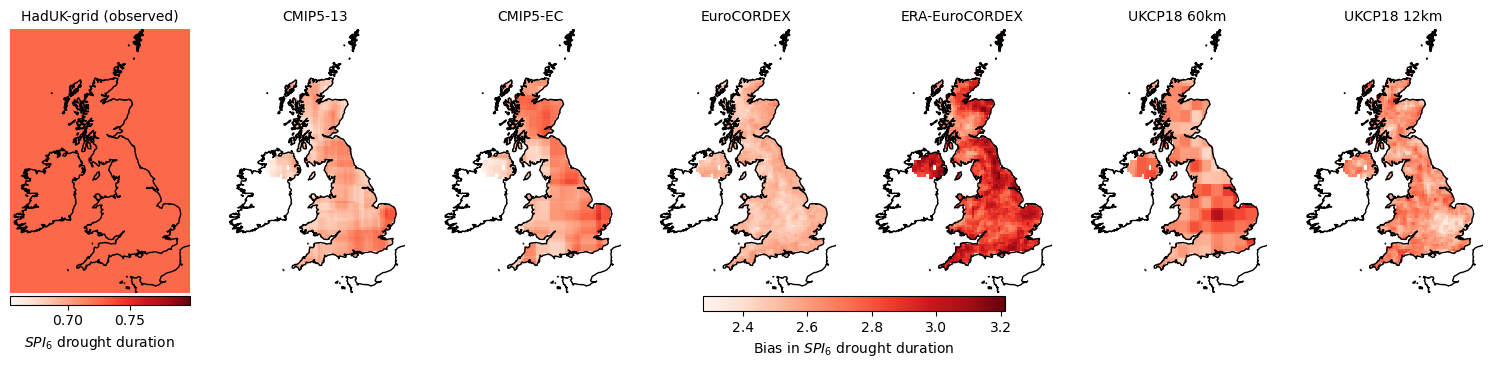 HadUK-grid (observed) CMIP5-13 CMIP5-EC EuroCORDEX ERA-EuroCORDEX UKCP18 60km UKCP18 12km
0.70 0.75
SPI6 drought duration
2.4 2.6 2.8 3.0 3.2
Bias in SPI6 drought duration